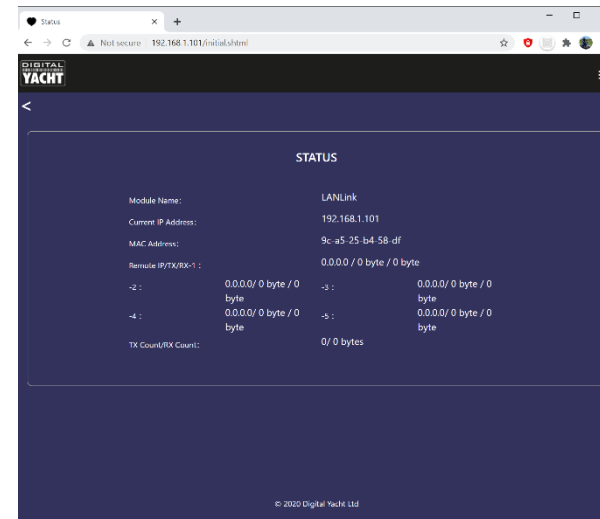 Status
Not secure 192.168.1.101/initial.shtml
DIGITAL
YACHT
<
STATUS
Module Name: LANLink
Current IP Address: 192.168.1.101
MAC Address: 9c-a5-25-b4-58-df
Remote IP/TX/RX-1 : 0.0.0.0 / 0 byte / 0 byte
-2 : 0.0.0.0/ 0 byte / 0 -3 : 0.0.0.0/ 0 byte / 0
byte byte
-4 : 0.0.0.0/ 0 byte / 0 -5 : 0.0.0.0/ 0 byte / 0
byte byte
TX Count/RX Count: 0/ 0 bytes
© 2020 Digital Yacht Ltd